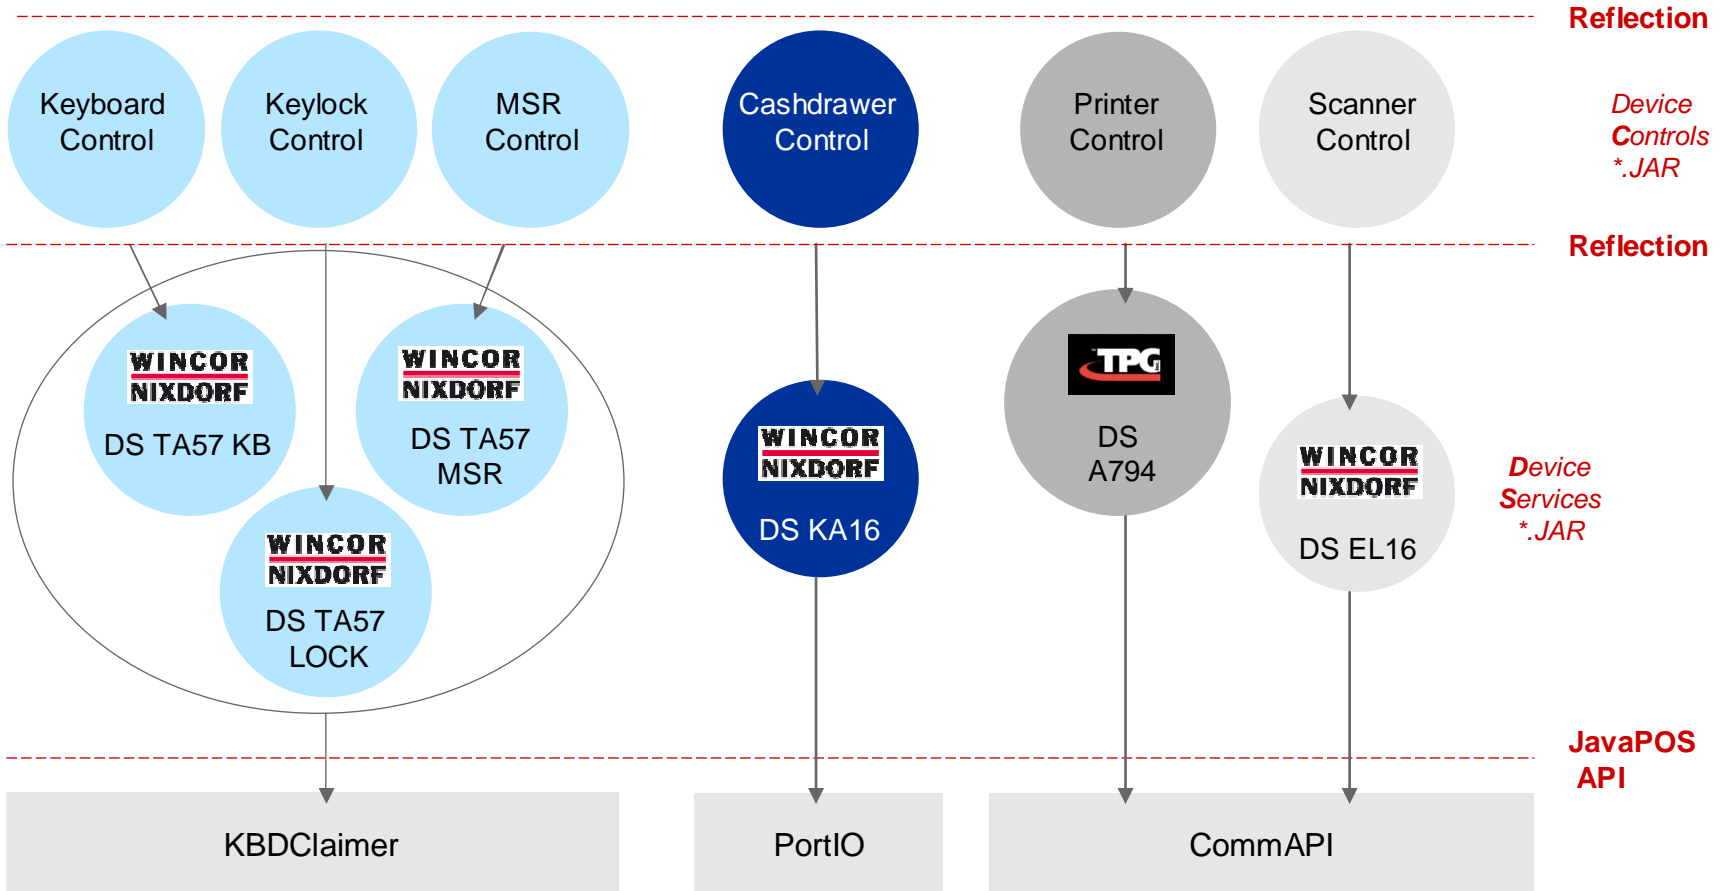 Reflection
Keyboard
Control
Keylock
Control
MSR
Control
Cashdrawer
Control
Printer
Control
Scanner
Control
Device
Controls
*.JAR
Reflection
WINCOR
NIXDORF
DS TA57 KB
WINCOR
NIXDORF
DS TA57
MSR
WINCOR
NIXDORF
DS TA57
LOCK
WINCOR
NIXDORF
DS KA16
TPG
DS
A794
WINCOR
NIXDORF
DS EL16
Device
Services
*.JAR
JavaPOS
API
KBDClaimer
PortIO
CommAPI